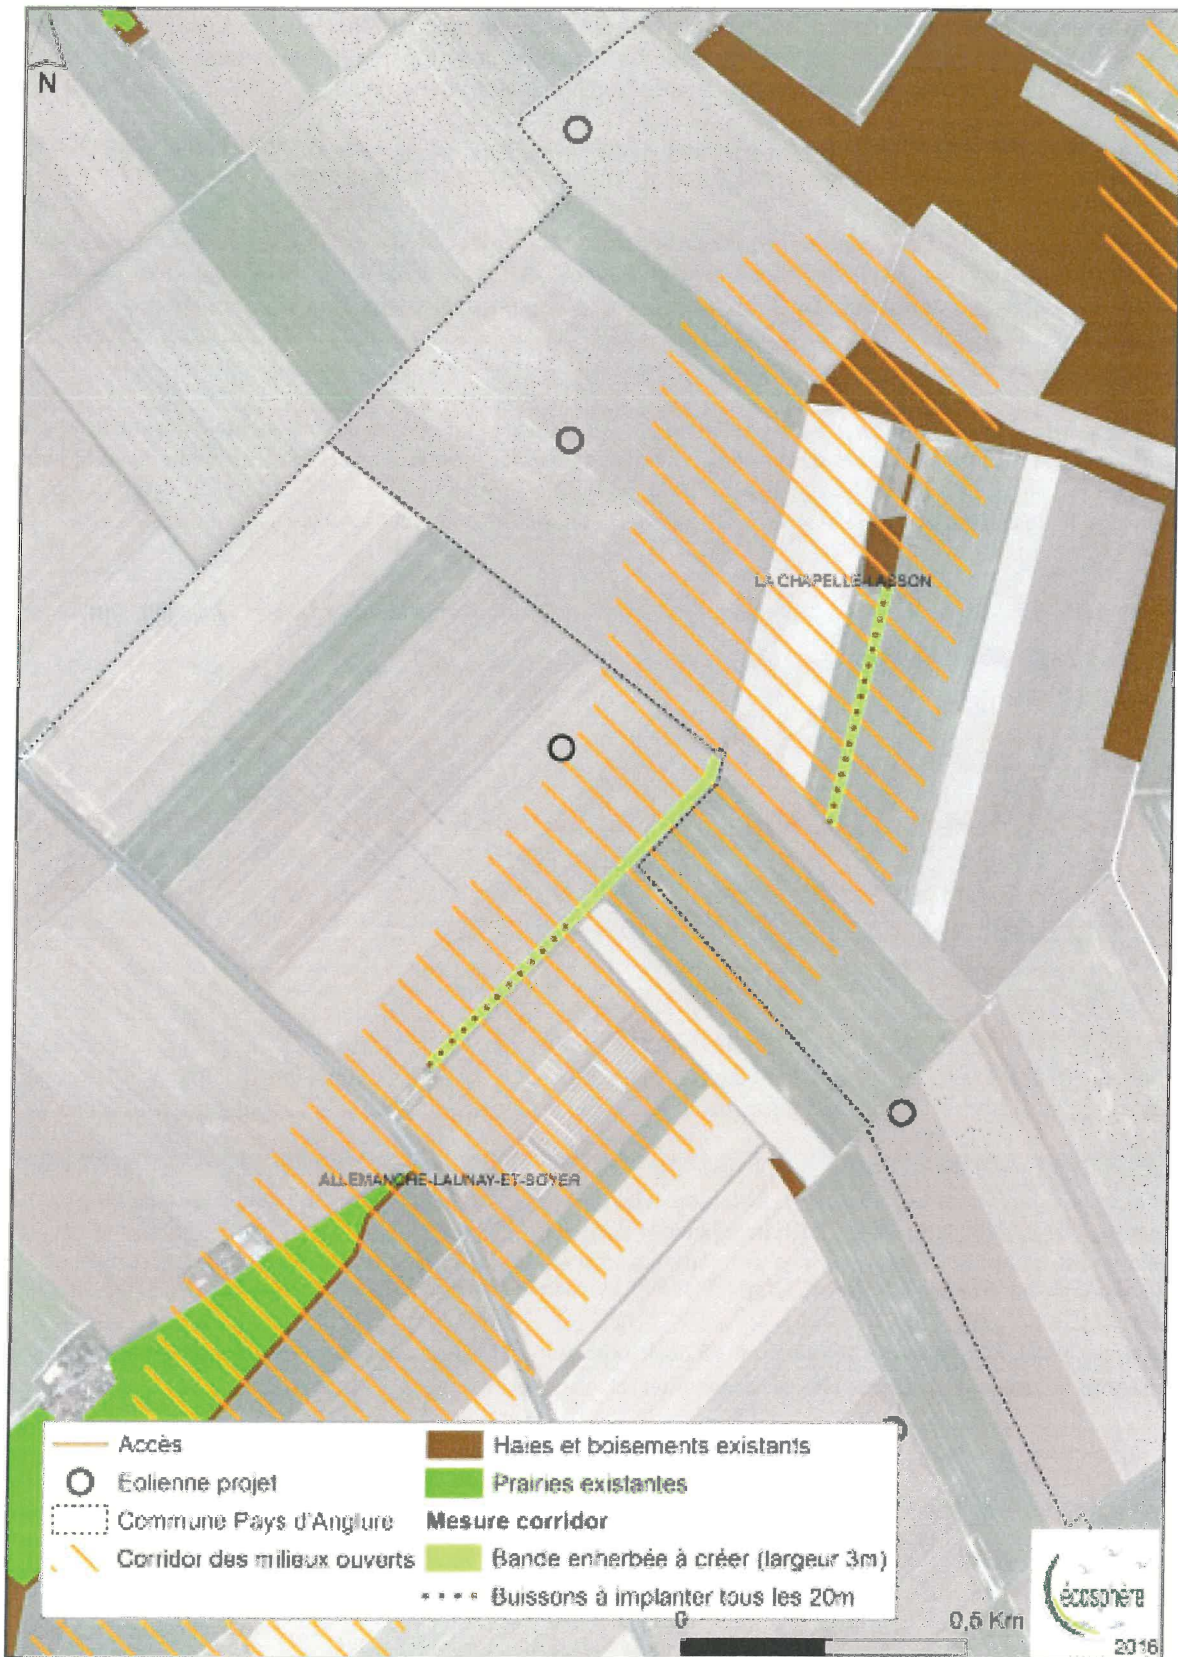 N
LA CHAPELLE-LASSON
ALLEMANCHE-LAUNAY-ET-SOYER
Accès
Eolienne projet
Commune Pays d'Anglure
Corridor des milieux ouverts
Haies et boisements existants
Prairies existantes
Mesure corridor
Bande enherbée à créer (largeur 3m)
Buissons à implanter tous les 20m
0 0,5 Km
écosphère
2016